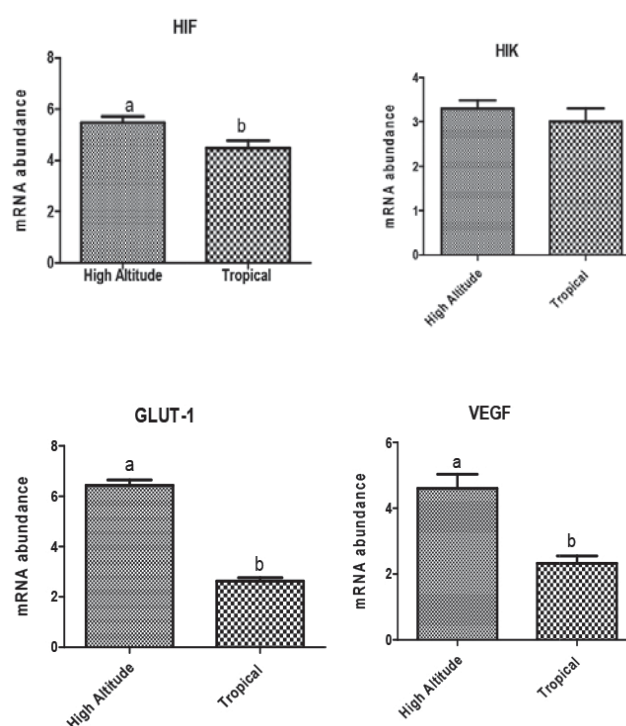 HIF
mRNA abundance
8
6
4
2
0
a
b
High Altitude
Tropical
HIK
mRNA abundance
4
3
2
1
0
High Altitude
Tropical
GLUT-1
mRNA abundance
8
6
4
2
0
a
b
High Altitude
Tropical
VEGF
mRNA abundance
6
4
2
0
a
b
High Altitude
Tropical